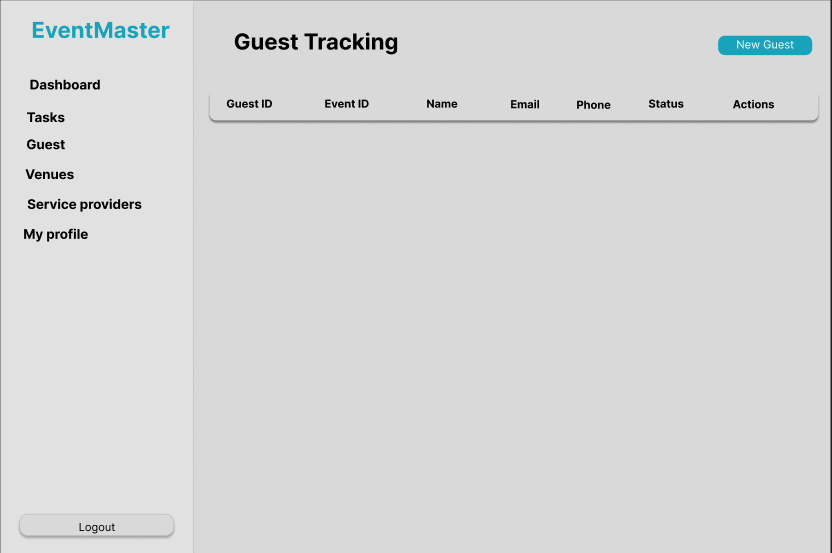 EventMaster
Dashboard
Tasks
Guest
Venues
Service providers
My profile
Logout
Guest Tracking
New Guest
Guest ID Event ID Name Email Phone Status Actions